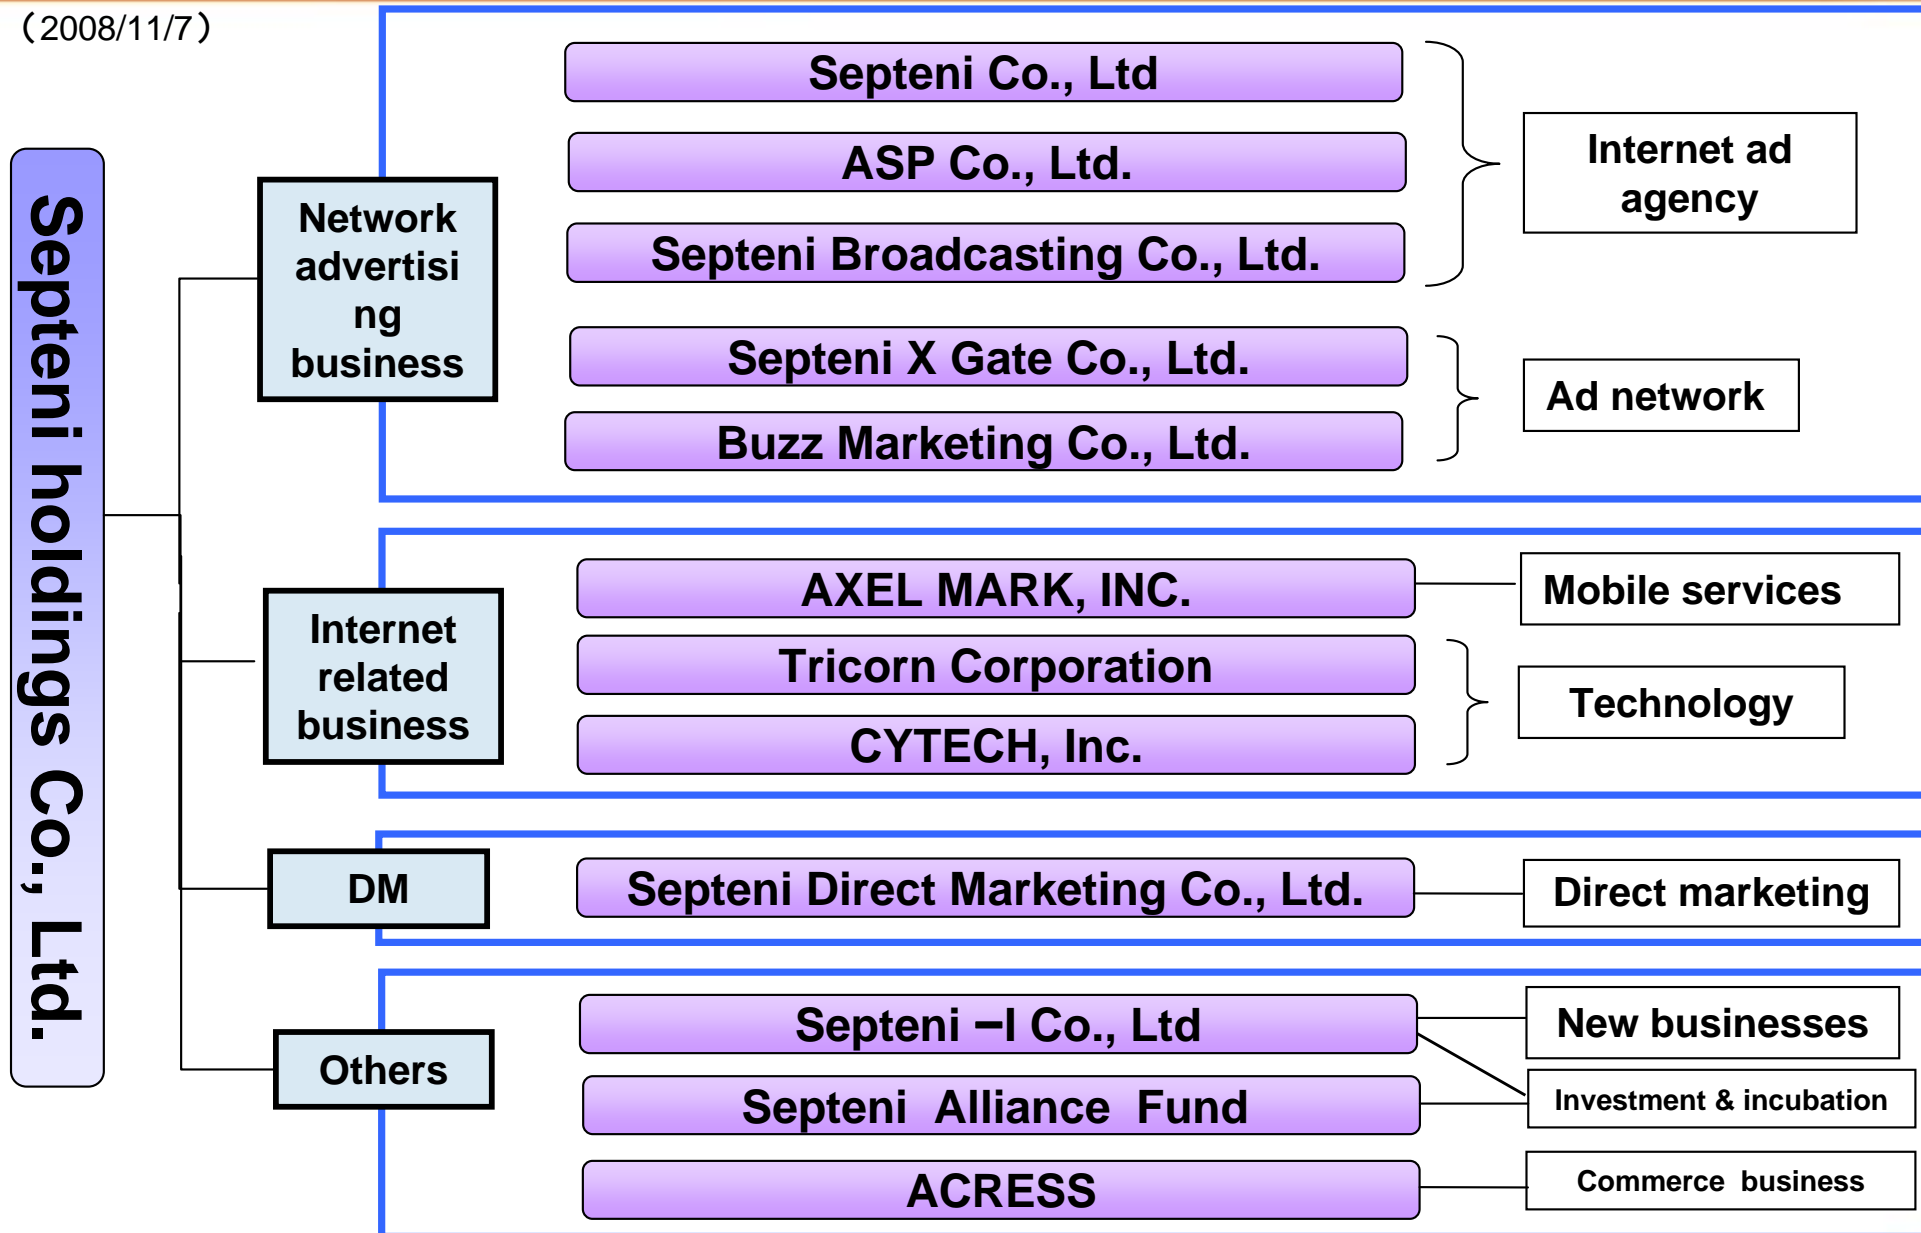 （2008/11/7）
Septeni holdings Co., Ltd.
Network
advertisi
ng
business
Septeni Co., Ltd
ASP Co., Ltd.
Septeni Broadcasting Co., Ltd.
Internet ad
agency
Septeni X Gate Co., Ltd.
Buzz Marketing Co., Ltd.
Ad network
Internet
related
business
AXEL MARK, INC.
Mobile services
Tricorn Corporation
CYTECH, Inc.
Technology
DM
Septeni Direct Marketing Co., Ltd.
Direct marketing
Others
Septeni –I Co., Ltd
New businesses
Septeni Alliance Fund
Investment & incubation
ACRESS
Commerce business